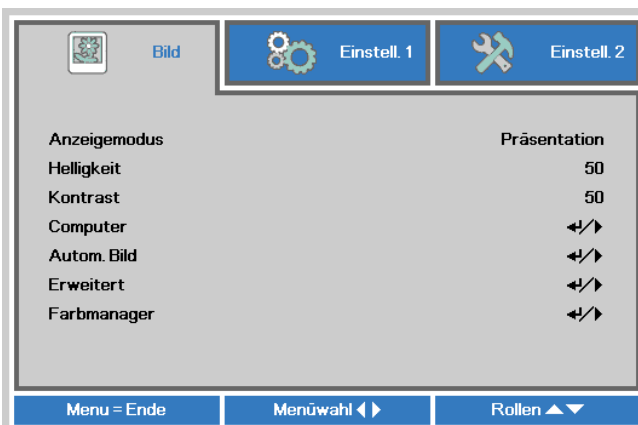 Bild Einstell. 1 Einstell. 2
Anzeigemodus Präsentation
Helligkeit 50
Kontrast 50
Computer ↵/▶
Autom. Bild ↵/▶
Erweitert ↵/▶
Farbmanager ↵/▶
Menu = Ende Menüwahl ◀ ▶ Rollen ▲▼